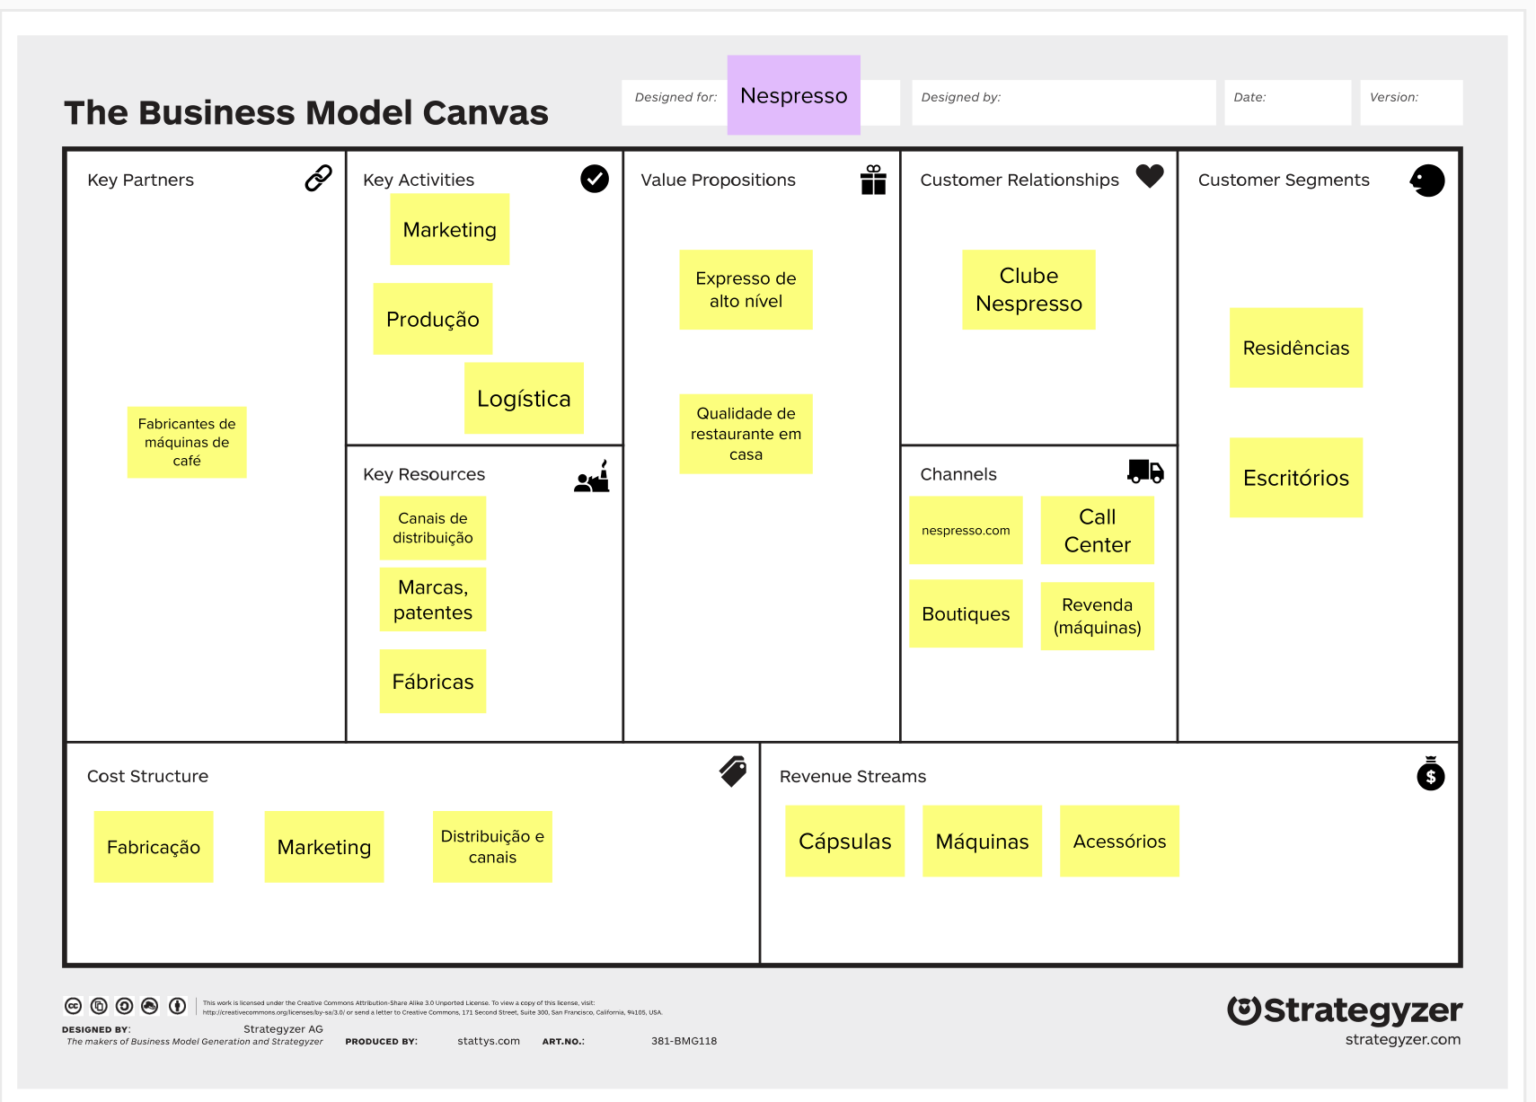 The Business Model Canvas
Designed for:
Nespresso
Designed by:
Date:
Version:
Key Partners
Fabricantes de
máquinas de
café
Key Activities
Marketing
Produção
Logística
Key Resources
Canais de
distribuição
Marcas,
patentes
Fábricas
Value Propositions
Expresso de
alto nível
Qualidade de
restaurante em
casa
Customer Relationships
Clube
Nespresso
Channels
nespresso.com
Call
Center
Boutiques
Revenda
(máquinas)
Customer Segments
Residências
Escritórios
Cost Structure
Fabricação
Marketing
Distribuição e
canais
Revenue Streams
$
Cápsulas
Máquinas
Acessórios
cc
This work is licensed under the Creative Commons Attribution-Share Alike 3.0 Unported License. To view a copy of this license, visit:
http://creativecommons.org/licenses/by-sa/3.0/ or send a letter to Creative Commons, 171 Second Street, Suite 300, San Francisco, California, 94105, USA.
DESIGNED BY: Strategyzer AG
The makers of Business Model Generation and Strategyzer
PRODUCED BY: stattys.com
ART.NO.: 381-BMG118
Strategyzer
strategyzer.com